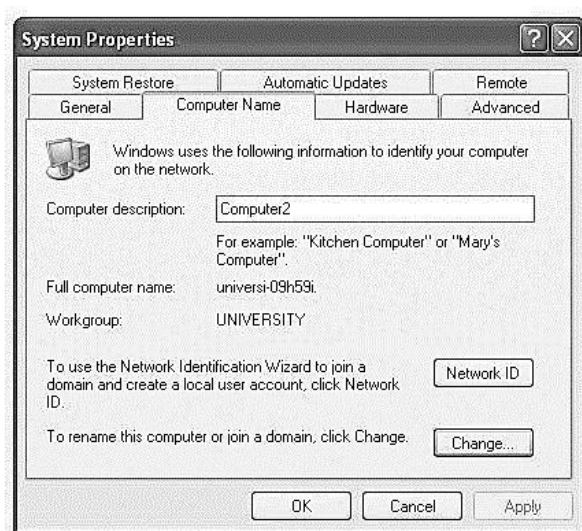 System Properties
System Restore Automatic Updates Remote
General Computer Name Hardware Advanced
Windows uses the following information to identify your computer
on the network.
Computer description: Computer2
For example: "Kitchen Computer" or "Mary's
Computer".
Full computer name: universi-09h59i.
Workgroup: UNIVERSITY
To use the Network Identification Wizard to join a
domain and create a local user account, click Network
ID.
Network ID
To rename this computer or join a domain, click Change.
Change...
OK Cancel Apply